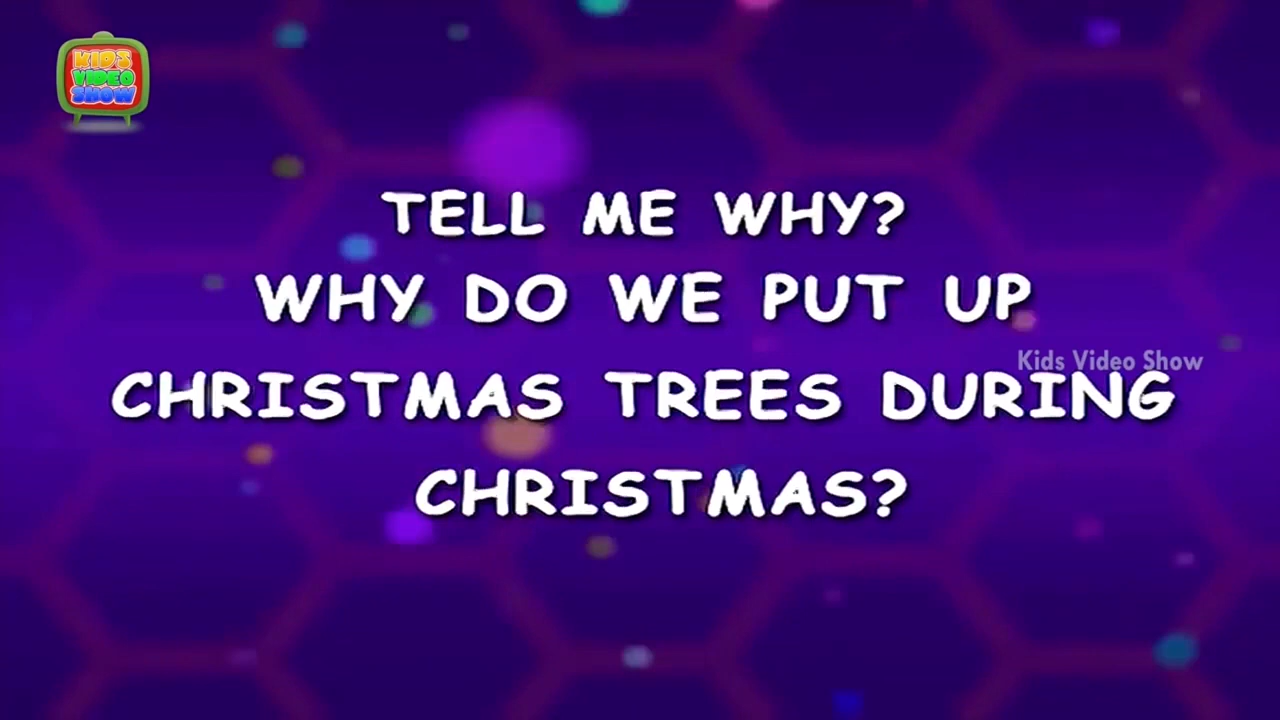 KIDS
VIDEO
SHOW
TELL ME WHY?
WHY DO WE PUT UP
Kids Video Show
CHRISTMAS TREES DURING
CHRISTMAS?